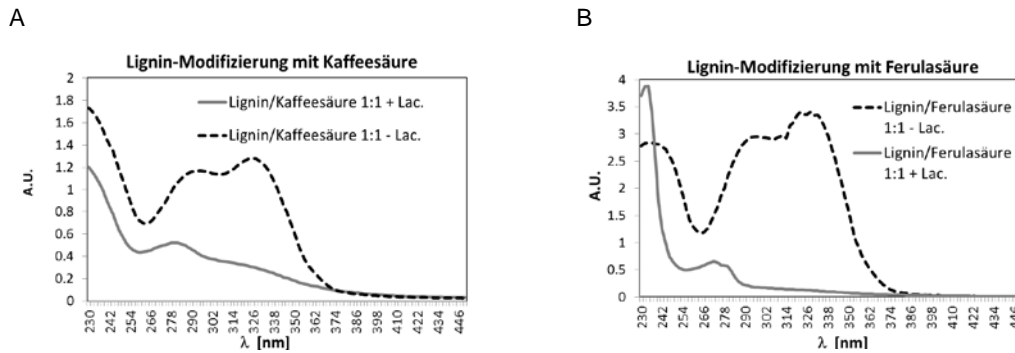 A
B
Lignin-Modifizierung mit Kaffeesäure
2
1.8
1.6
1.4
1.2
1
0.8
0.6
0.4
0.2
0
A.U.
Lignin/Kaffeesäure 1:1 + Lac.
Lignin/Kaffeesäure 1:1 - Lac.
230 242 254 266 278 290 302 314 326 338 350 362 374 386 398 410 422 434 446
λ [nm]
Lignin-Modifizierung mit Ferulasäure
4
3.5
3
2.5
2
1.5
1
0.5
0
A.U.
Lignin/Ferulasäure
1:1 - Lac.
Lignin/Ferulasäure
1:1 + Lac.
230 242 254 266 278 290 302 314 326 338 350 362 374 386 398 410 422 434 446
λ [nm]